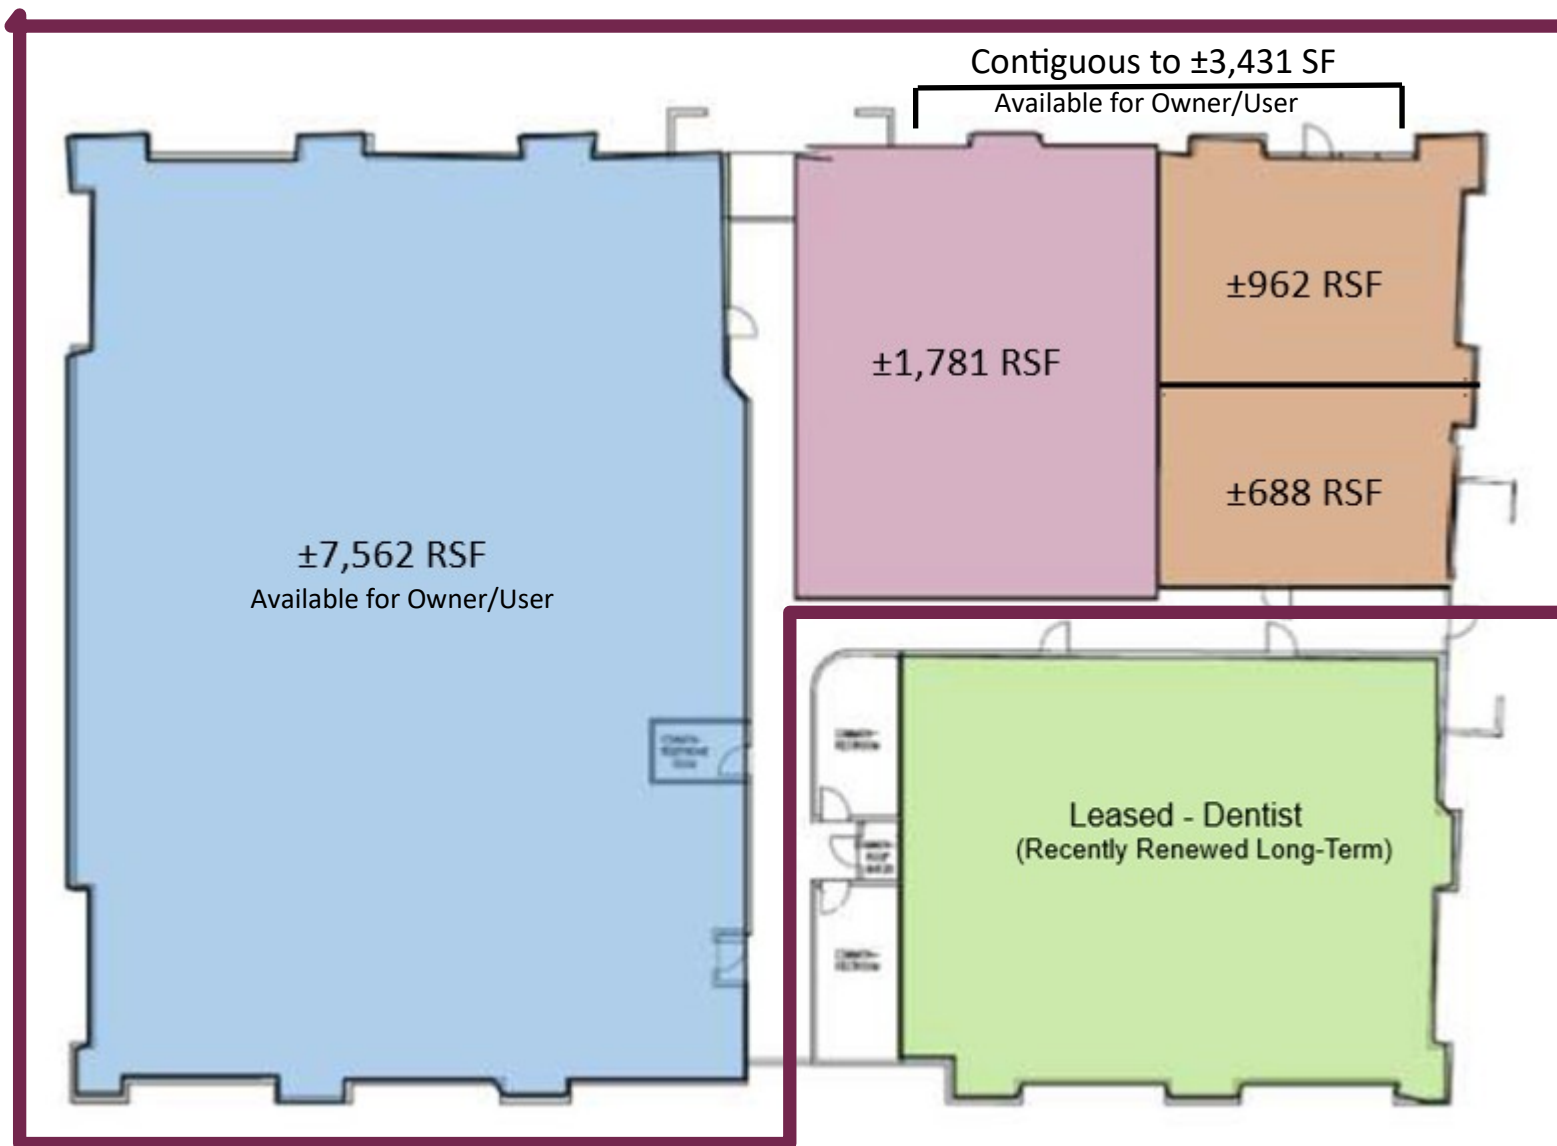 Contiguous to ±3,431 SF
Available for Owner/User
±962 RSF
±1,781 RSF
±688 RSF
±7,562 RSF
Available for Owner/User
Leased - Dentist
(Recently Renewed Long-Term)